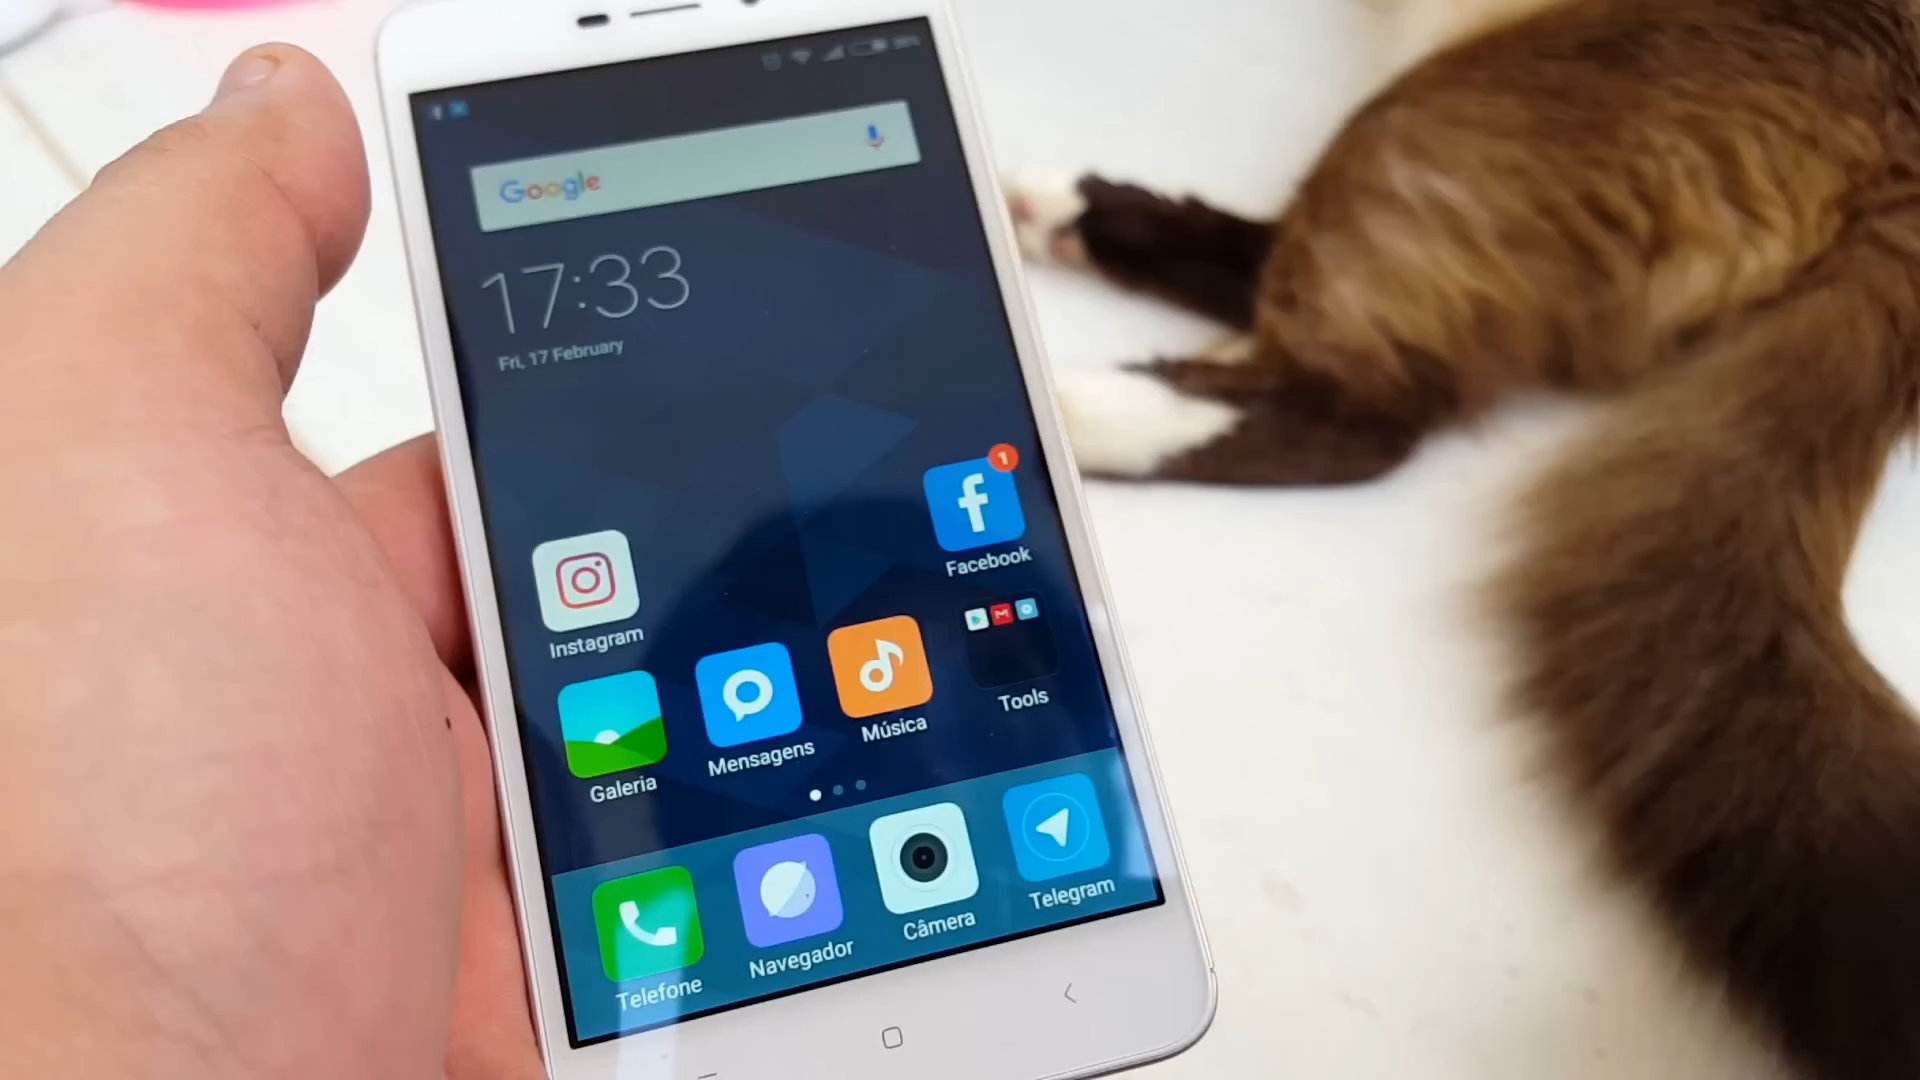 Google
17:33
Fri, 17 February
1
Facebook
Instagram
Galeria
Mensagens
Música
Tools
Telefone
Navegador
Câmera
Telegram